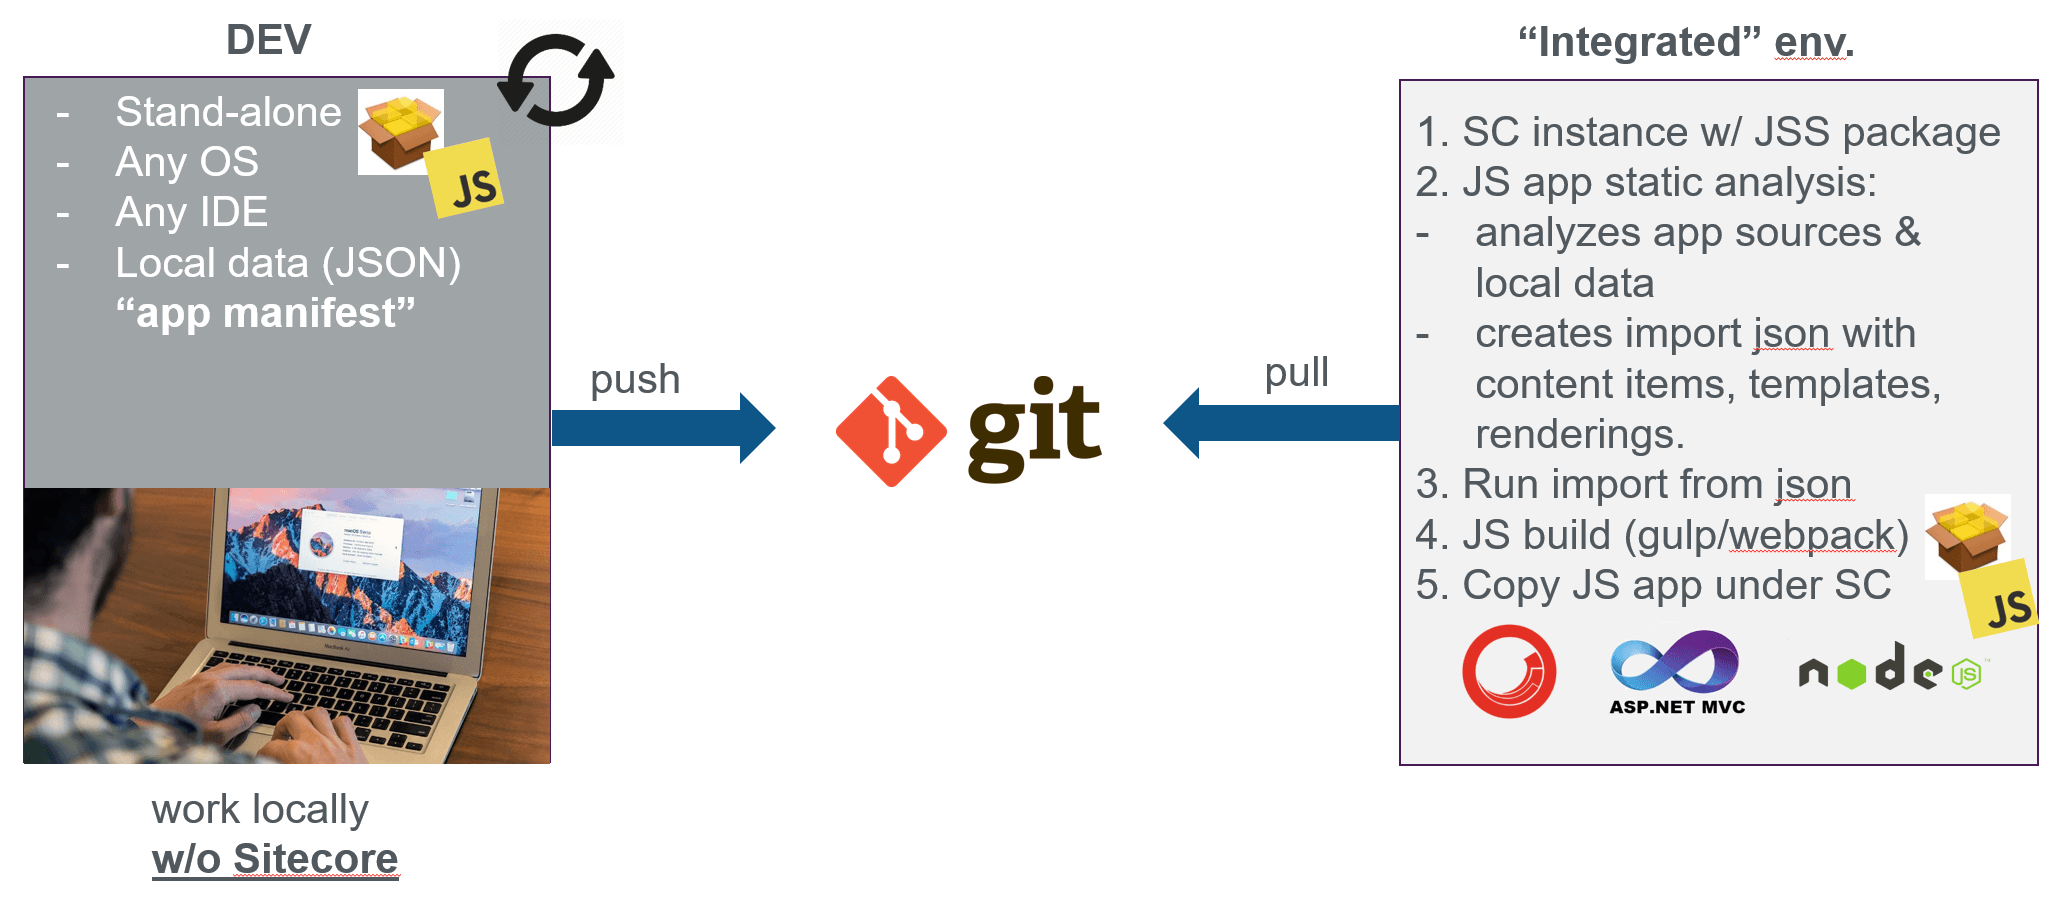 DEV
- Stand-alone
- Any OS
- Any IDE
- Local data (JSON)
“app manifest”
JS
work locally
w/o Sitecore
push
git
pull
“Integrated” env.
1. SC instance w/ JSS package
2. JS app static analysis:
- analyzes app sources &
local data
- creates import json with
content items, templates,
renderings.
3. Run import from json
4. JS build (gulp/webpack)
5. Copy JS app under SC
JS
ASP.NET MVC
node
JS